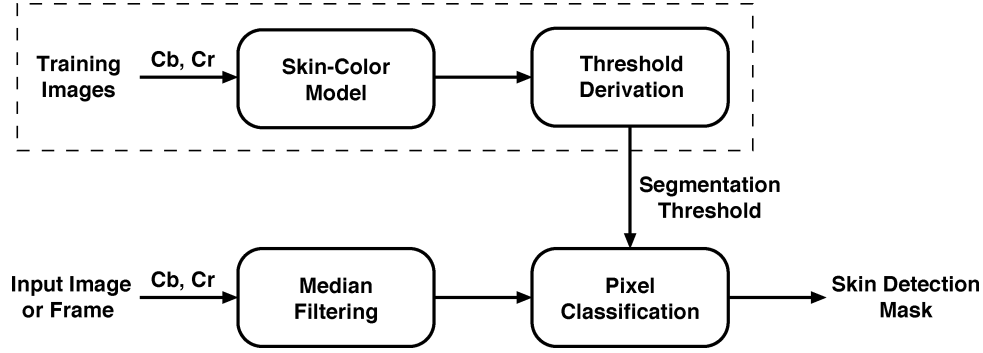 Training
Images
Cb, Cr
Skin-Color
Model
Threshold
Derivation
Segmentation
Threshold
Input Image
or Frame
Cb, Cr
Median
Filtering
Pixel
Classification
Skin Detection
Mask